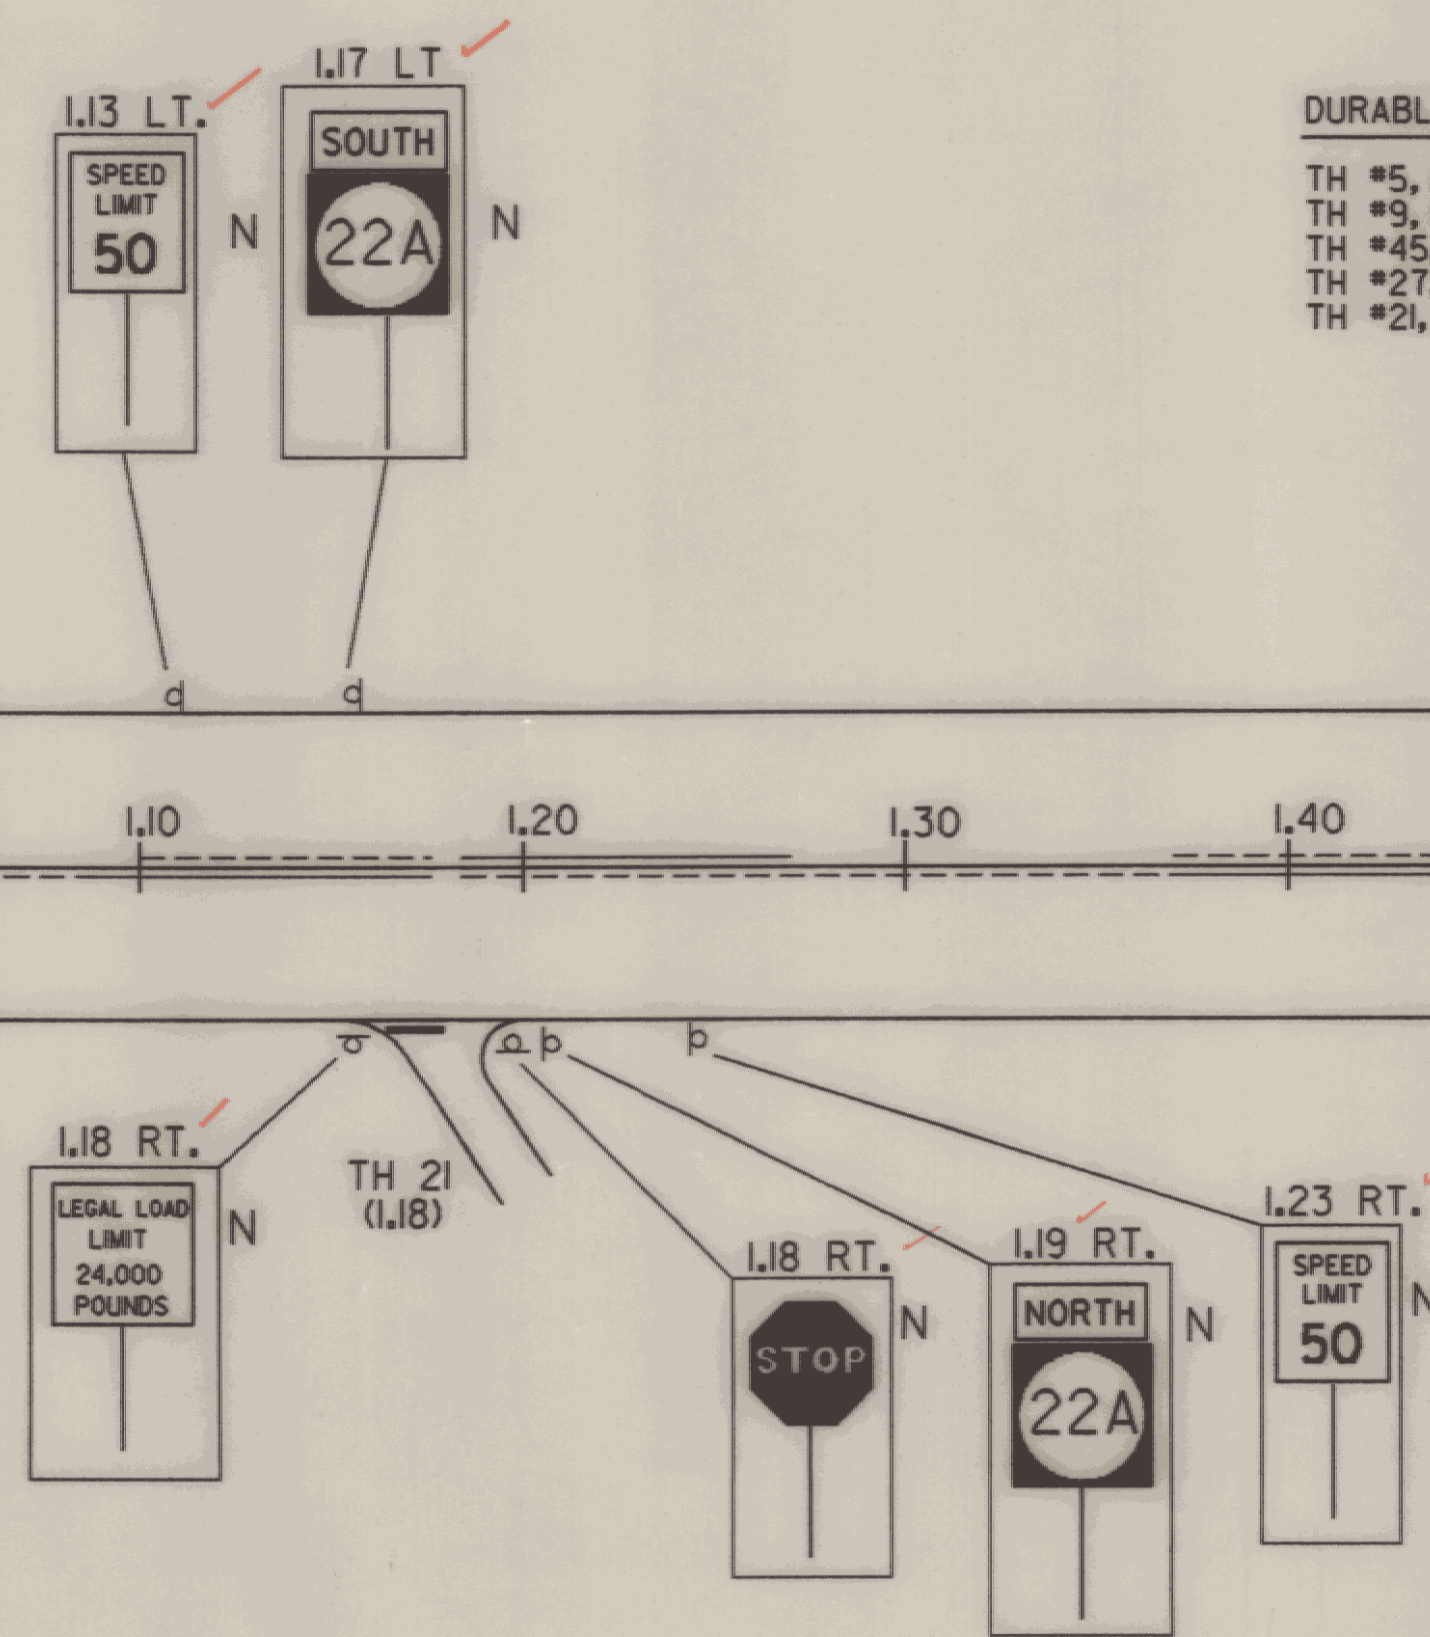 1.13 LT.
SPEED
LIMIT
50
N
1.17 LT
SOUTH
22A
N
DURABL
TH #5,
TH #9,
TH #45
TH #27
TH #21,
1.10
1.20
1.30
1.40
1.18 RT.
LEGAL LOAD
LIMIT
24,000
POUNDS
N
TH 21
(1.18)
1.18 RT.
STOP
N
1.19 RT.
NORTH
22A
N
1.23 RT.
SPEED
LIMIT
50
N